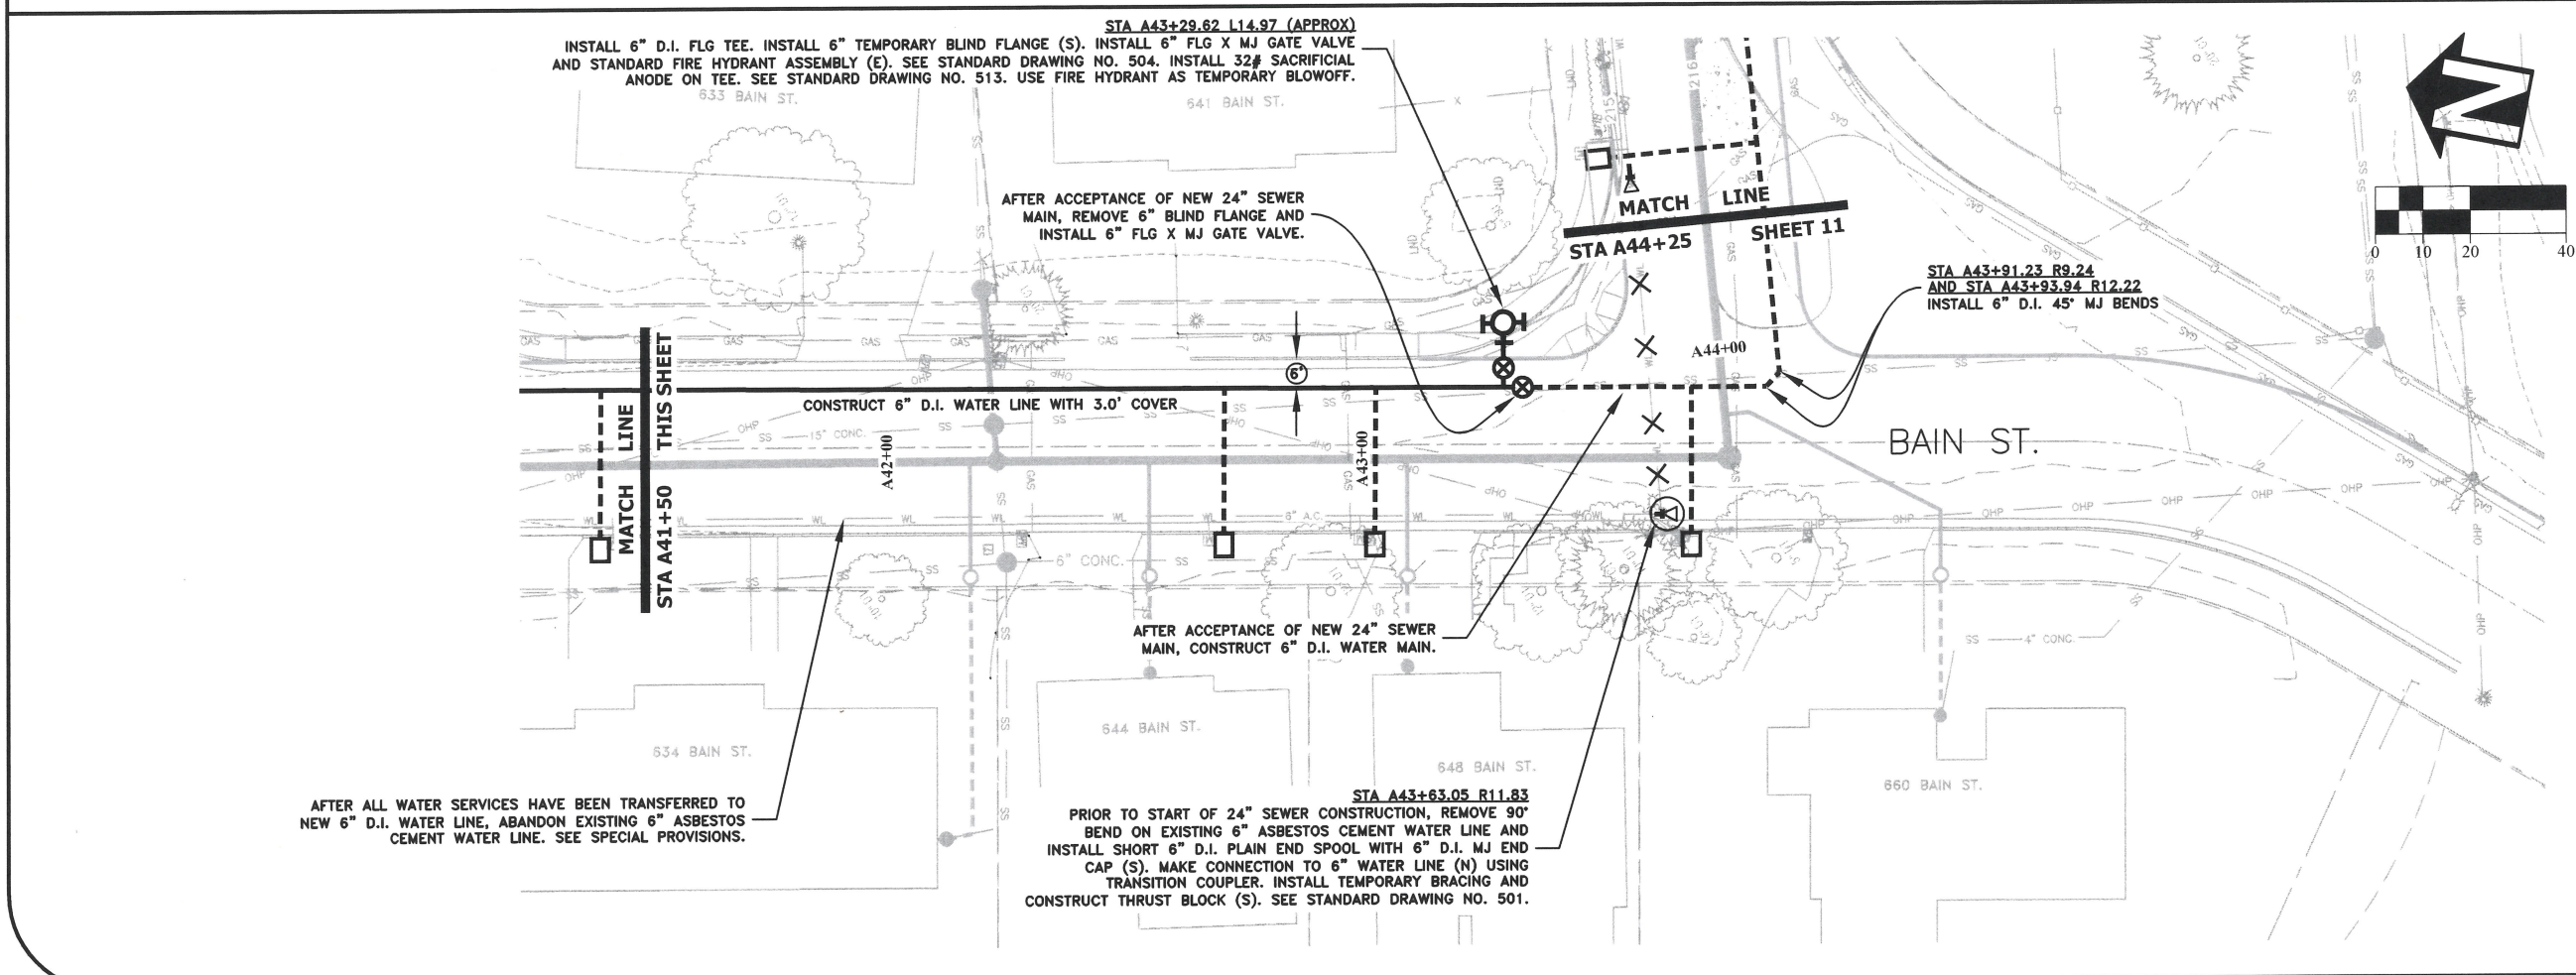 STA A43+29.62 L14.97 (APPROX)
INSTALL 6" D.I. FLG TEE. INSTALL 6" TEMPORARY BLIND FLANGE (S). INSTALL 6" FLG X MJ GATE VALVE
AND STANDARD FIRE HYDRANT ASSEMBLY (E). SEE STANDARD DRAWING NO. 504. INSTALL 32# SACRIFICIAL
ANODE ON TEE. SEE STANDARD DRAWING NO. 513. USE FIRE HYDRANT AS TEMPORARY BLOWOFF.
633 BAIN ST.
641 BAIN ST.
N
AFTER ACCEPTANCE OF NEW 24" SEWER
MAIN, REMOVE 6" BLIND FLANGE AND
INSTALL 6" FLG X MJ GATE VALVE.
MATCH LINE
STA A44+25 SHEET 11
0 10 20 40
STA A43+91.23 R9.24
AND STA A43+93.94 R12.22
INSTALL 6" D.I. 45° MJ BENDS
A44+00
6'
CONSTRUCT 6" D.I. WATER LINE WITH 3.0' COVER
15" CONC.
MATCH LINE
STA A41+50 THIS SHEET
A42+00
A43+00
BAIN ST.
6" A.C.
6" CONC.
4" CONC.
AFTER ACCEPTANCE OF NEW 24" SEWER
MAIN, CONSTRUCT 6" D.I. WATER MAIN.
634 BAIN ST.
644 BAIN ST.
648 BAIN ST.
660 BAIN ST.
AFTER ALL WATER SERVICES HAVE BEEN TRANSFERRED TO
NEW 6" D.I. WATER LINE, ABANDON EXISTING 6" ASBESTOS
CEMENT WATER LINE. SEE SPECIAL PROVISIONS.
STA A43+63.05 R11.83
PRIOR TO START OF 24" SEWER CONSTRUCTION, REMOVE 90°
BEND ON EXISTING 6" ASBESTOS CEMENT WATER LINE AND
INSTALL SHORT 6" D.I. PLAIN END SPOOL WITH 6" D.I. MJ END
CAP (S). MAKE CONNECTION TO 6" WATER LINE (N) USING
TRANSITION COUPLER. INSTALL TEMPORARY BRACING AND
CONSTRUCT THRUST BLOCK (S). SEE STANDARD DRAWING NO. 501.